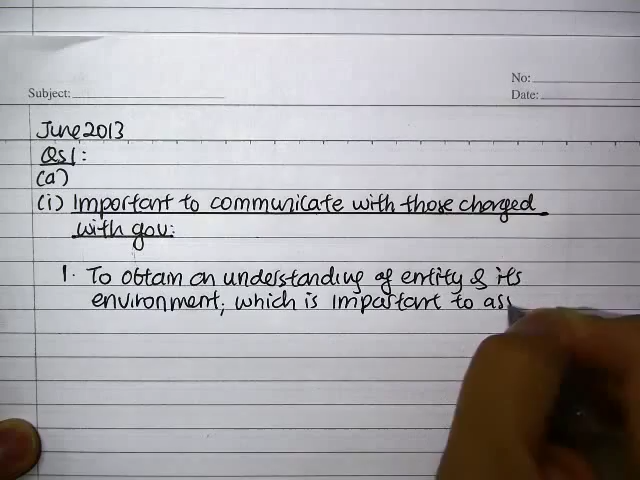 No:
Subject:
Date:
June 2013
Qs1:
(a)
(i) Important to communicate with those charged
with gov:
1. To obtain an understanding of entity & its
environment, which is important to ass